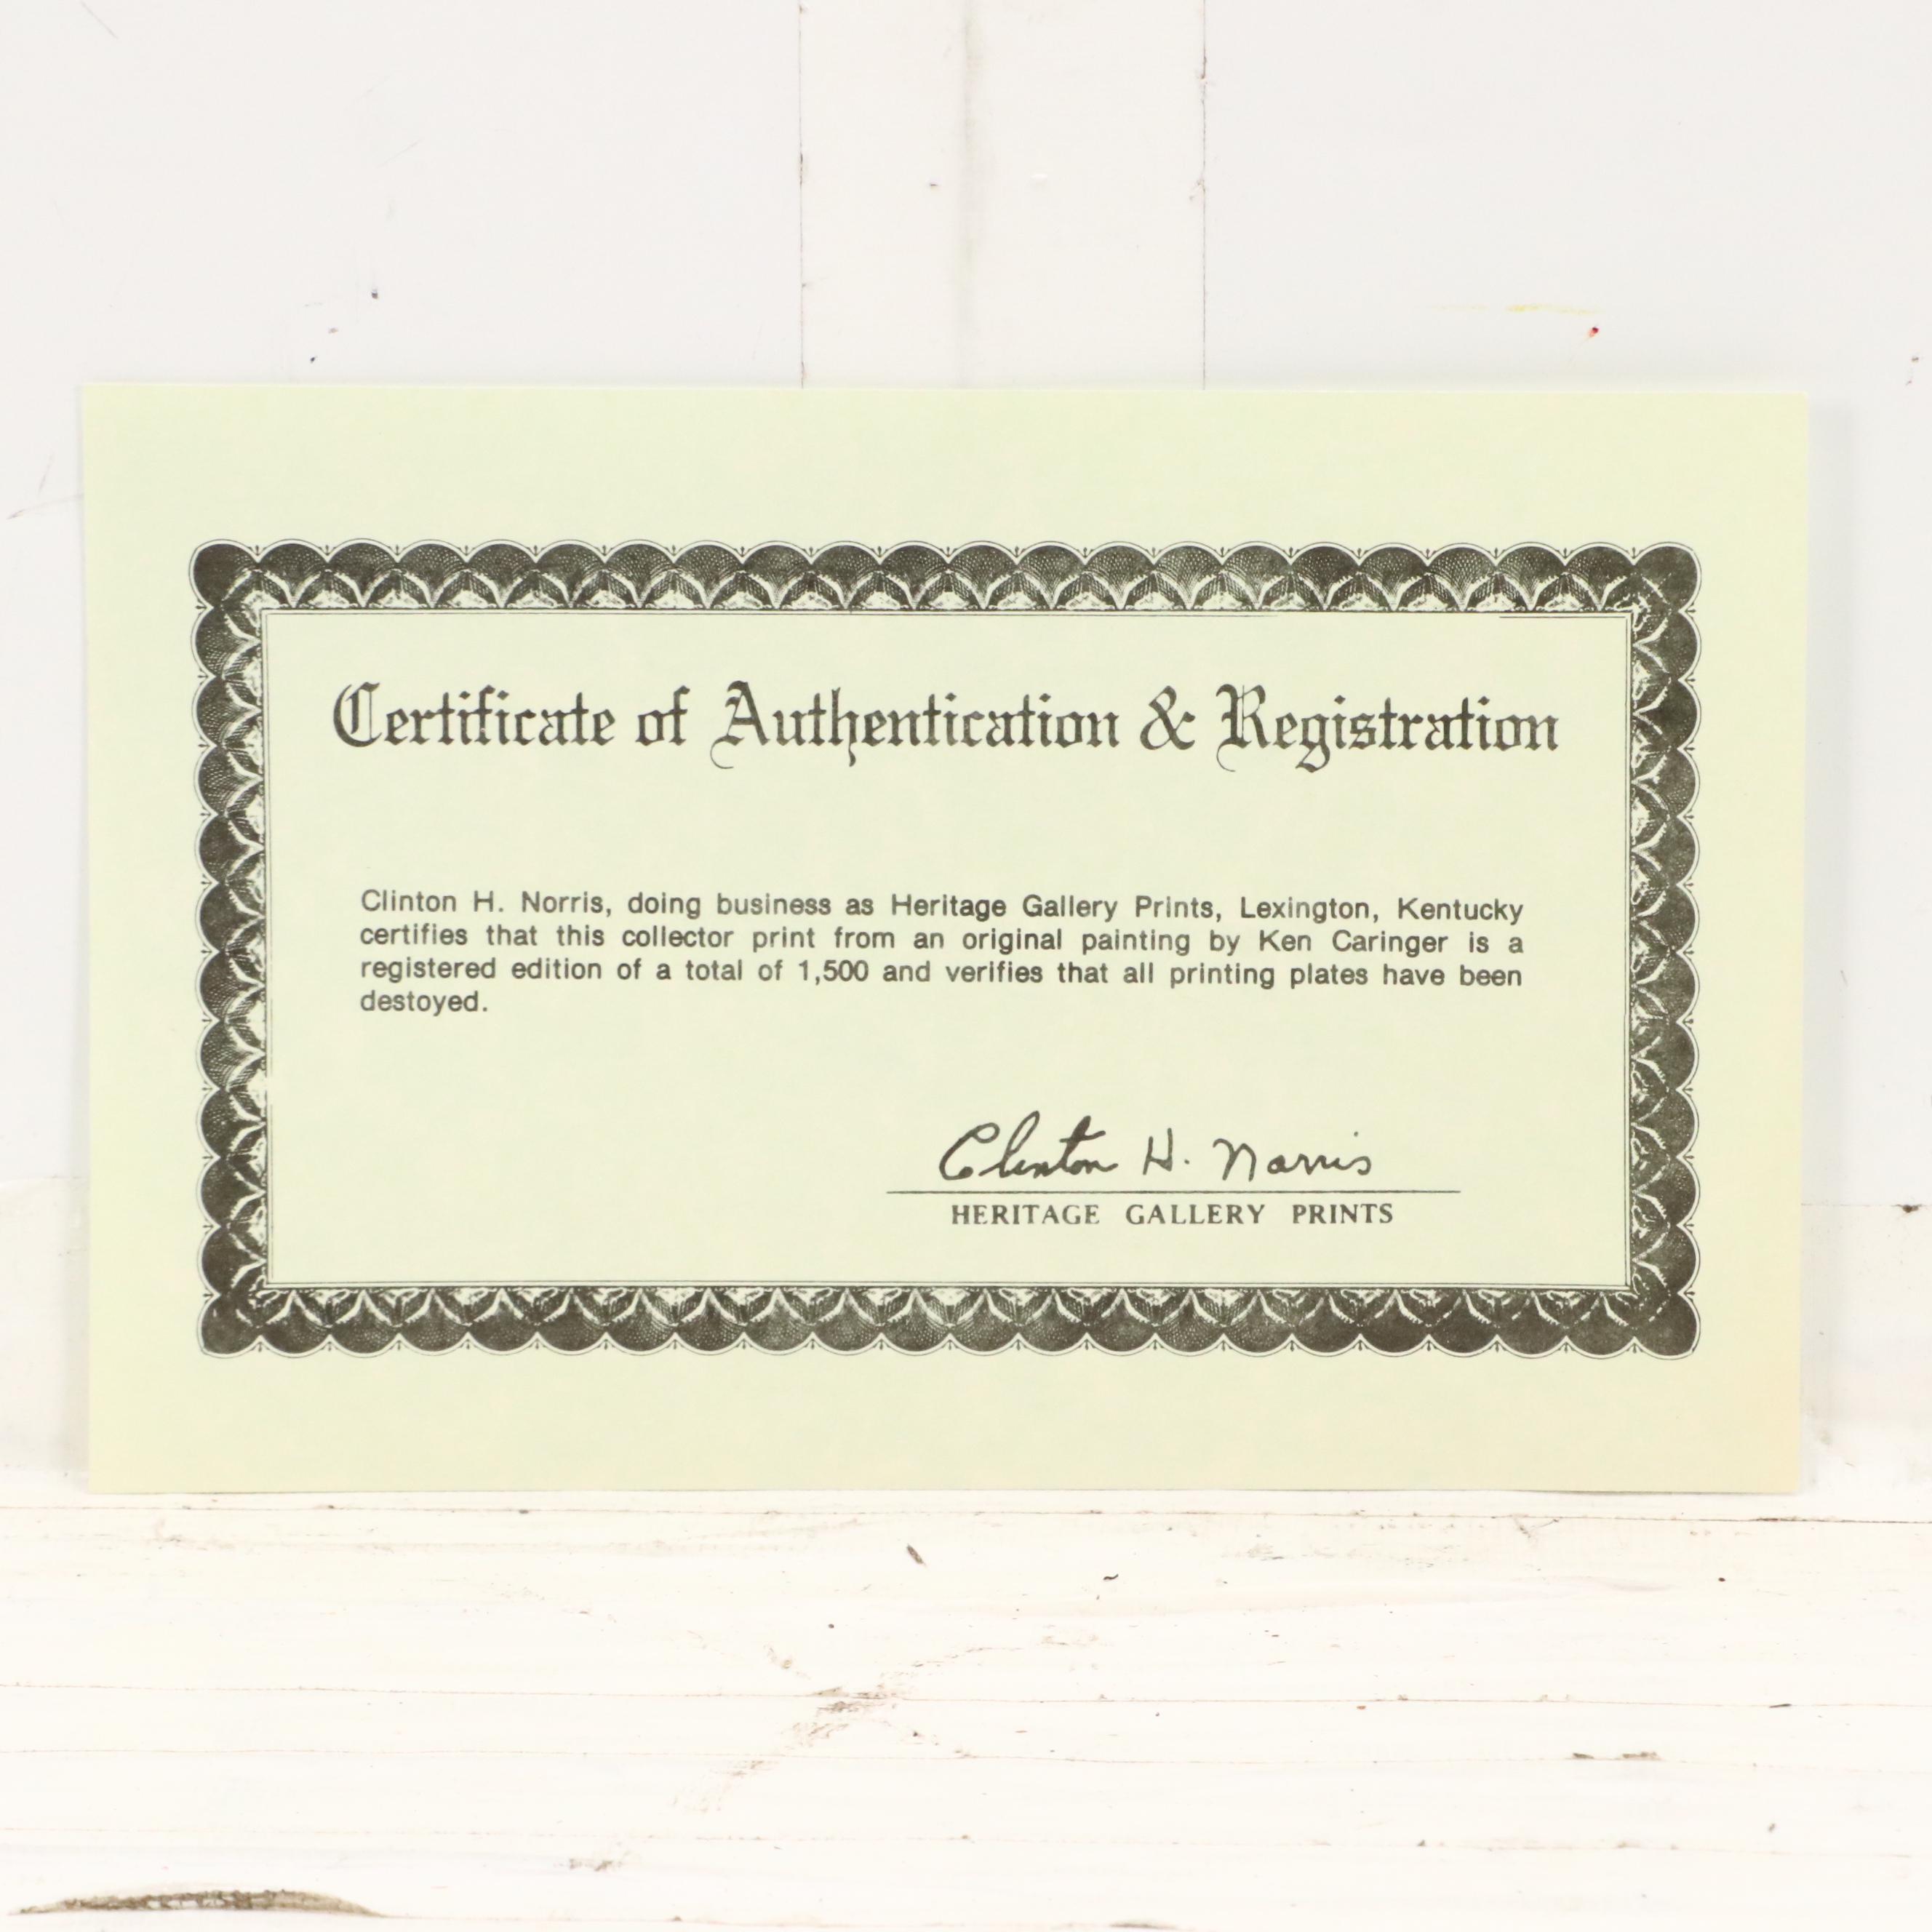 Certificate of Authentication & Registration
Clinton H. Norris, doing business as Heritage Gallery Prints, Lexington, Kentucky
certifies that this collector print from an original painting by Ken Caringer is a
registered edition of a total of 1,500 and verifies that all printing plates have been
destoyed.
Clinton H. Norris
HERITAGE GALLERY PRINTS